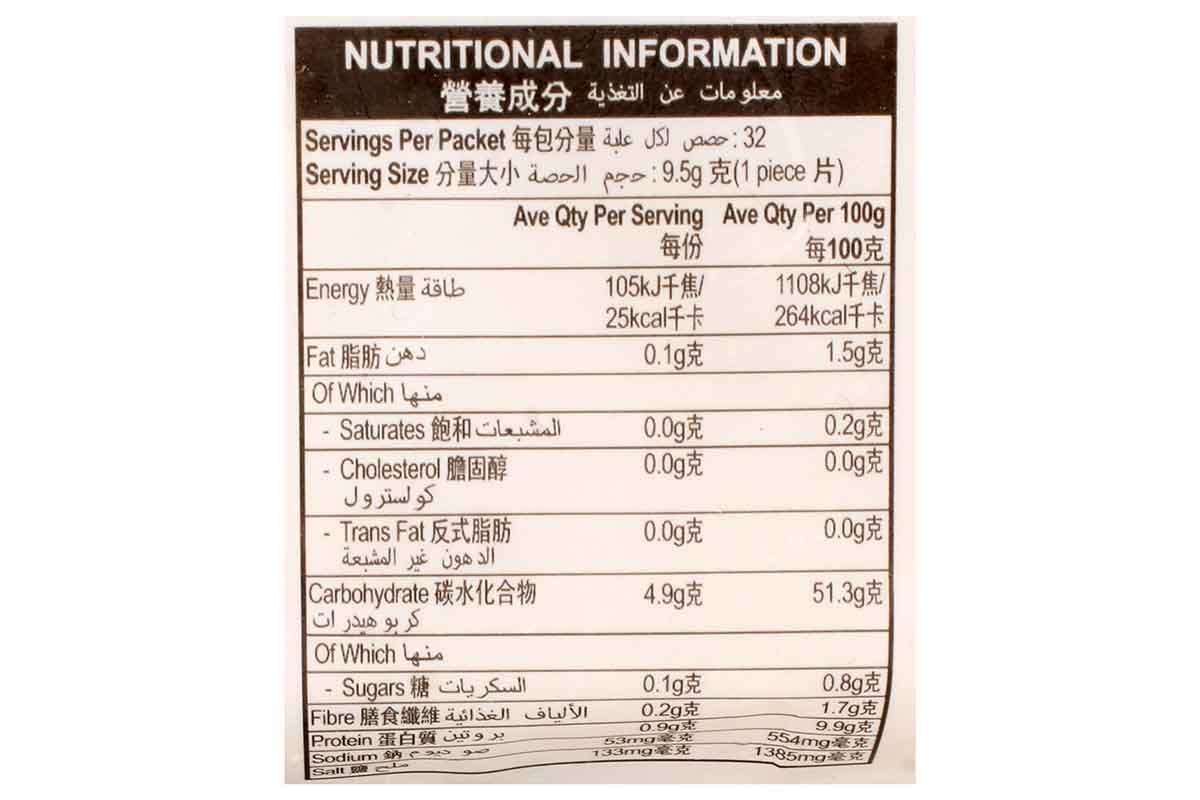 NUTRITIONAL INFORMATION
營養成分 معلومات عن التغذية
Servings Per Packet 每包分量 حصص لكل علبة : 32
Serving Size 分量大小 حجم الحصة : 9.5g 克(1 piece 片)
Ave Qty Per Serving Ave Qty Per 100g
每份 每100克
Energy 熱量 طاقة 105kJ千焦/ 1108kJ千焦/
25kcal千卡 264kcal千卡
Fat 脂肪 دهن 0.1g克 1.5g克
Of Which منها
- Saturates 飽和 المشبعات 0.0g克 0.2g克
- Cholesterol 膽固醇 0.0g克 0.0g克
كولسترول
- Trans Fat 反式脂肪 0.0g克 0.0g克
الدهون غير المشبعة
Carbohydrate 碳水化合物 4.9g克 51.3g克
كربوهيدرات
Of Which منها
- Sugars 糖 السكريات 0.1g克 0.8g克
Fibre 膳食纖維 الألياف الغذائية 0.2g克 1.7g克
Protein 蛋白質 بروتين 0.9g克 9.9g克
Sodium 鈉 صوديوم 53mg毫克 554mg毫克
Salt 鹽 ملح 133mg毫克 1385mg毫克